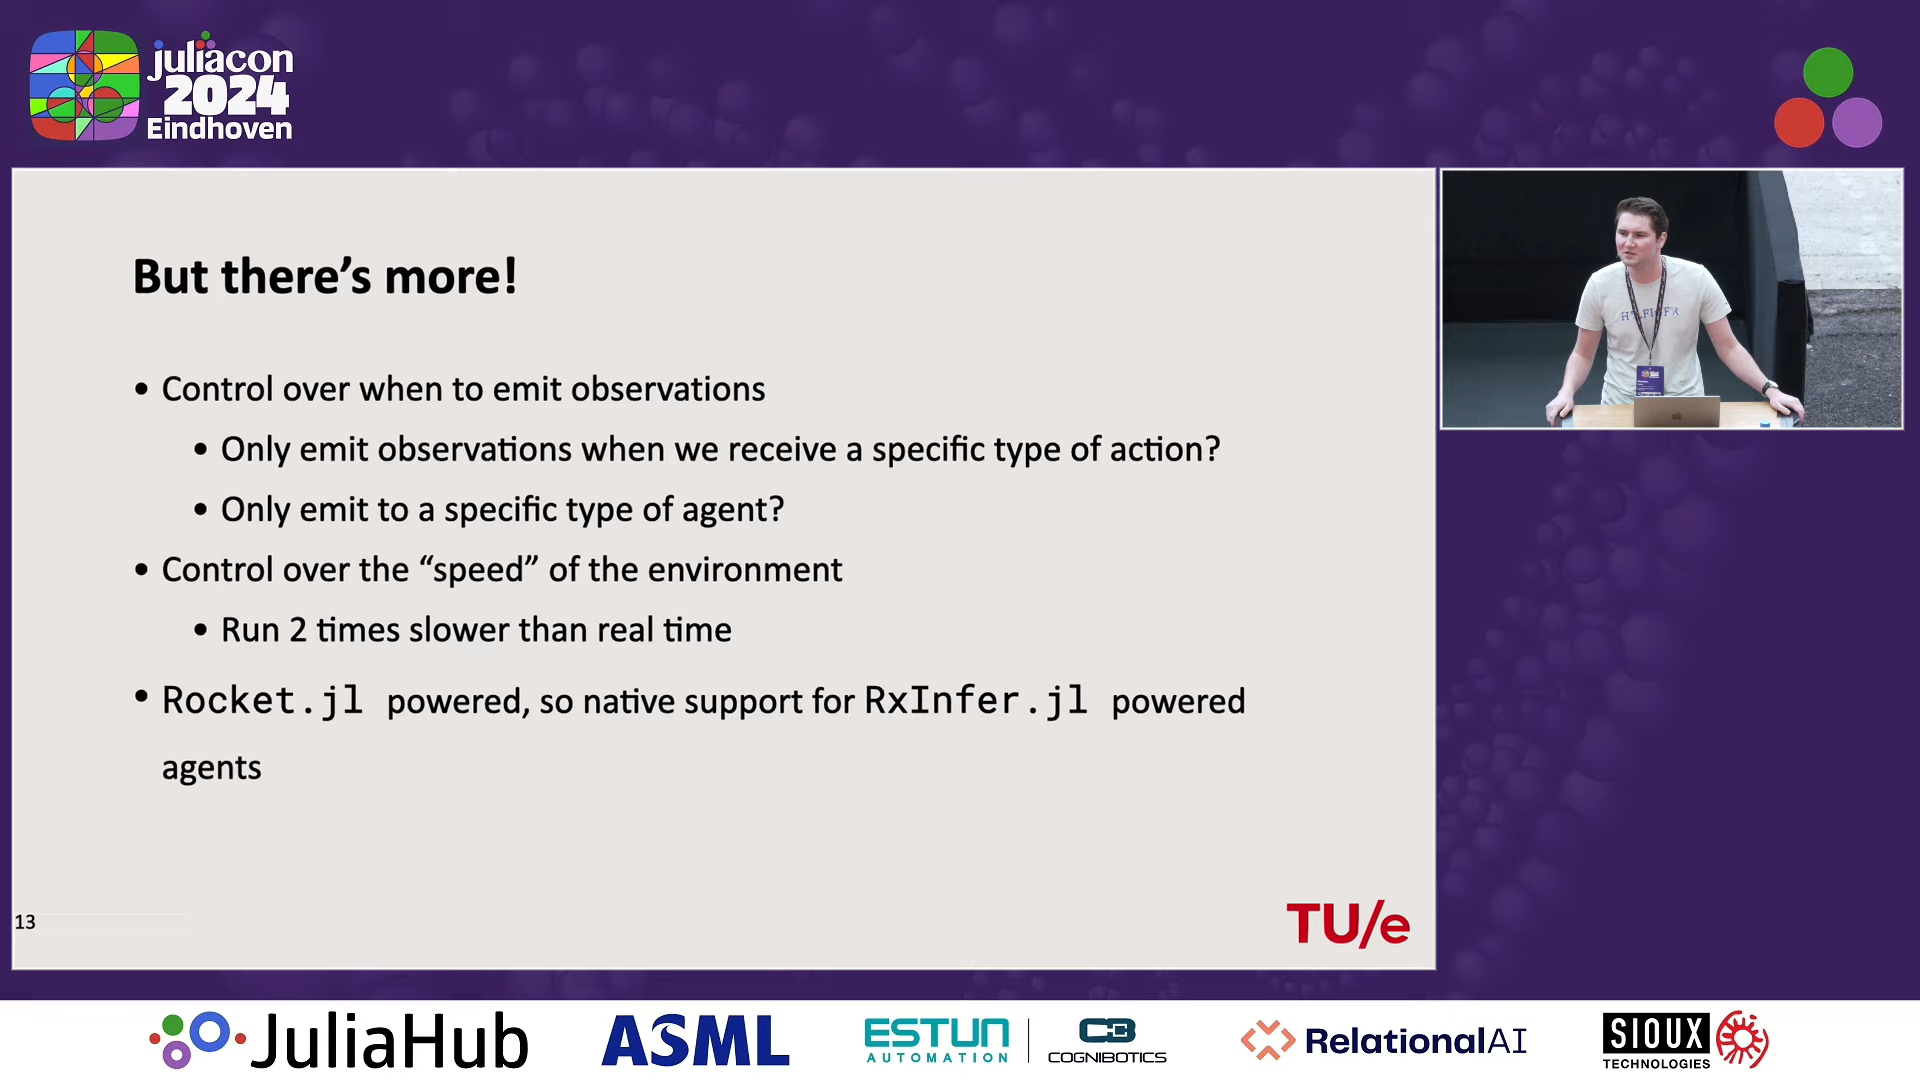 juliacon
2024
Eindhoven
But there's more!
• Control over when to emit observations
• Only emit observations when we receive a specific type of action?
• Only emit to a specific type of agent?
• Control over the “speed” of the environment
• Run 2 times slower than real time
• Rocket.jl powered, so native support for RxInfer.jl powered
agents
13
TU/e
JuliaHub
ASML
ESTUN
AUTOMATION
COGNIBOTICS
RelationalAI
SIOUX
TECHNOLOGIES